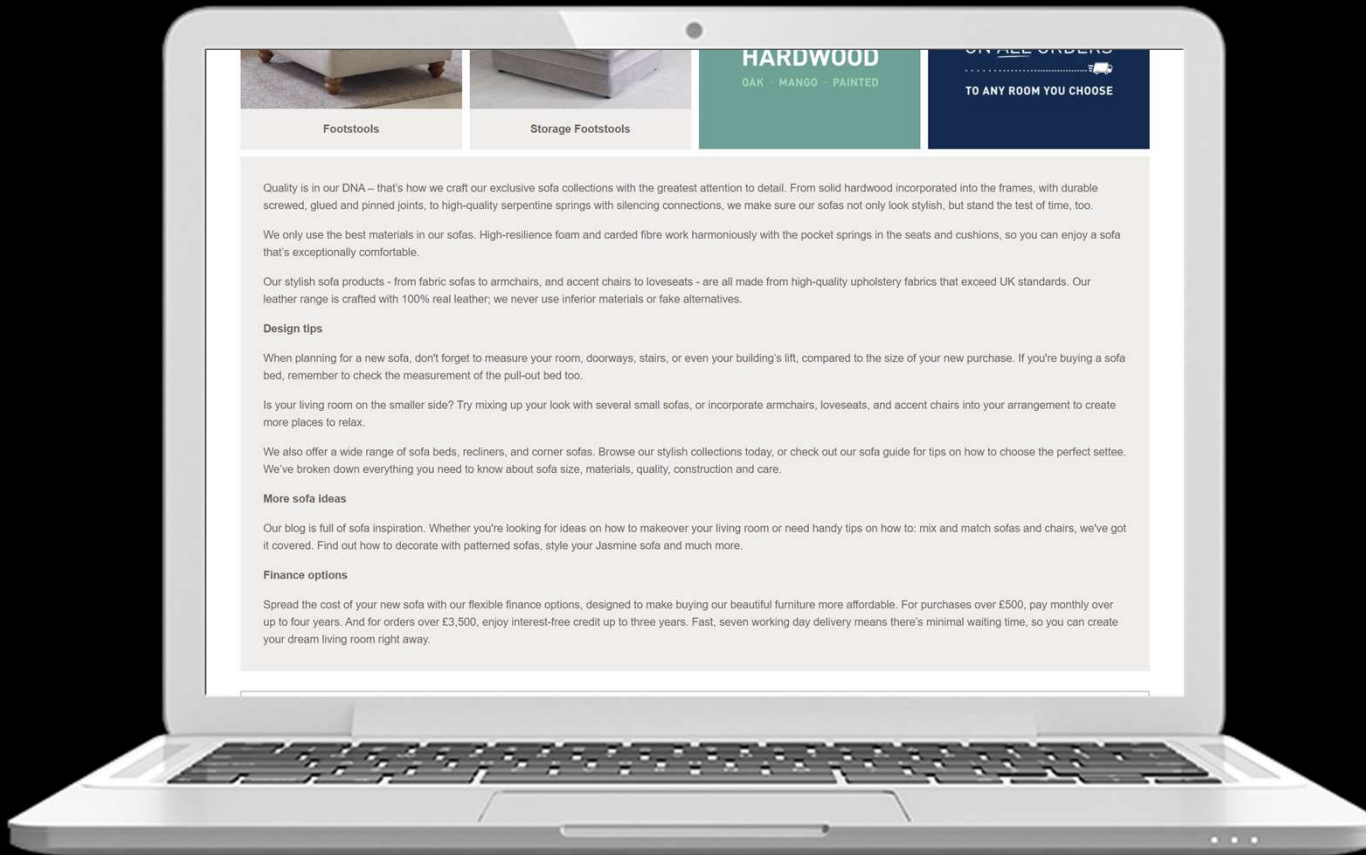 HARDWOOD
OAK · MANGO · PAINTED
ON ALL ORDERS
TO ANY ROOM YOU CHOOSE
Footstools
Storage Footstools
Quality is in our DNA – that's how we craft our exclusive sofa collections with the greatest attention to detail. From solid hardwood incorporated into the frames, with durable
screwed, glued and pinned joints, to high-quality serpentine springs with silencing connections, we make sure our sofas not only look stylish, but stand the test of time, too.
We only use the best materials in our sofas. High-resilience foam and carded fibre work harmoniously with the pocket springs in the seats and cushions, so you can enjoy a sofa
that's exceptionally comfortable.
Our stylish sofa products - from fabric sofas to armchairs, and accent chairs to loveseats - are all made from high-quality upholstery fabrics that exceed UK standards. Our
leather range is crafted with 100% real leather; we never use inferior materials or fake alternatives.
Design tips
When planning for a new sofa, don't forget to measure your room, doorways, stairs, or even your building's lift, compared to the size of your new purchase. If you're buying a sofa
bed, remember to check the measurement of the pull-out bed too.
Is your living room on the smaller side? Try mixing up your look with several small sofas, or incorporate armchairs, loveseats, and accent chairs into your arrangement to create
more places to relax.
We also offer a wide range of sofa beds, recliners, and corner sofas. Browse our stylish collections today, or check out our sofa guide for tips on how to choose the perfect settee.
We've broken down everything you need to know about sofa size, materials, quality, construction and care.
More sofa ideas
Our blog is full of sofa inspiration. Whether you're looking for ideas on how to makeover your living room or need handy tips on how to: mix and match sofas and chairs, we've got
it covered. Find out how to decorate with patterned sofas, style your Jasmine sofa and much more.
Finance options
Spread the cost of your new sofa with our flexible finance options, designed to make buying our beautiful furniture more affordable. For purchases over £500, pay monthly over
up to four years. And for orders over £3,500, enjoy interest-free credit up to three years. Fast, seven working day delivery means there's minimal waiting time, so you can create
your dream living room right away.